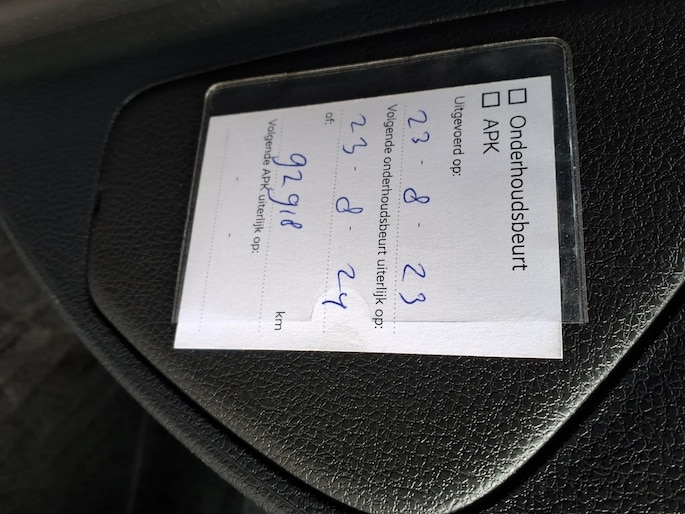 Onderhoudsbeurt
APK
Uitgevoerd op:
23 - 8 - 23
Volgende onderhoudsbeurt uiterlijk op:
23 - 8 - 24
of:
92918 km
Volgende APK uiterlijk op:
- -